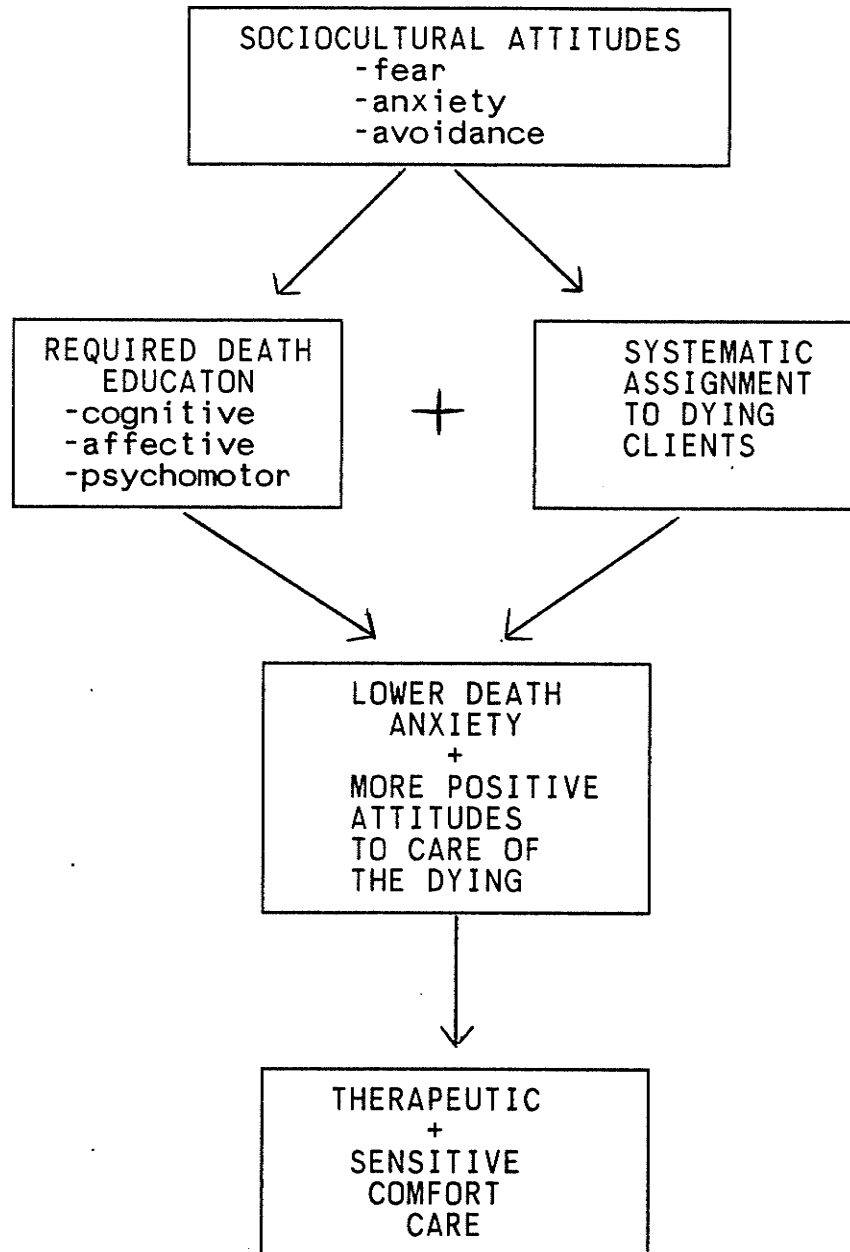 SOCIOCULTURAL ATTITUDES
-fear
-anxiety
-avoidance
REQUIRED DEATH
EDUCATON
-cognitive
-affective
-psychomotor
+
SYSTEMATIC
ASSIGNMENT
TO DYING
CLIENTS
LOWER DEATH
ANXIETY
+
MORE POSITIVE
ATTITUDES
TO CARE OF
THE DYING
THERAPEUTIC
+
SENSITIVE
COMFORT
CARE